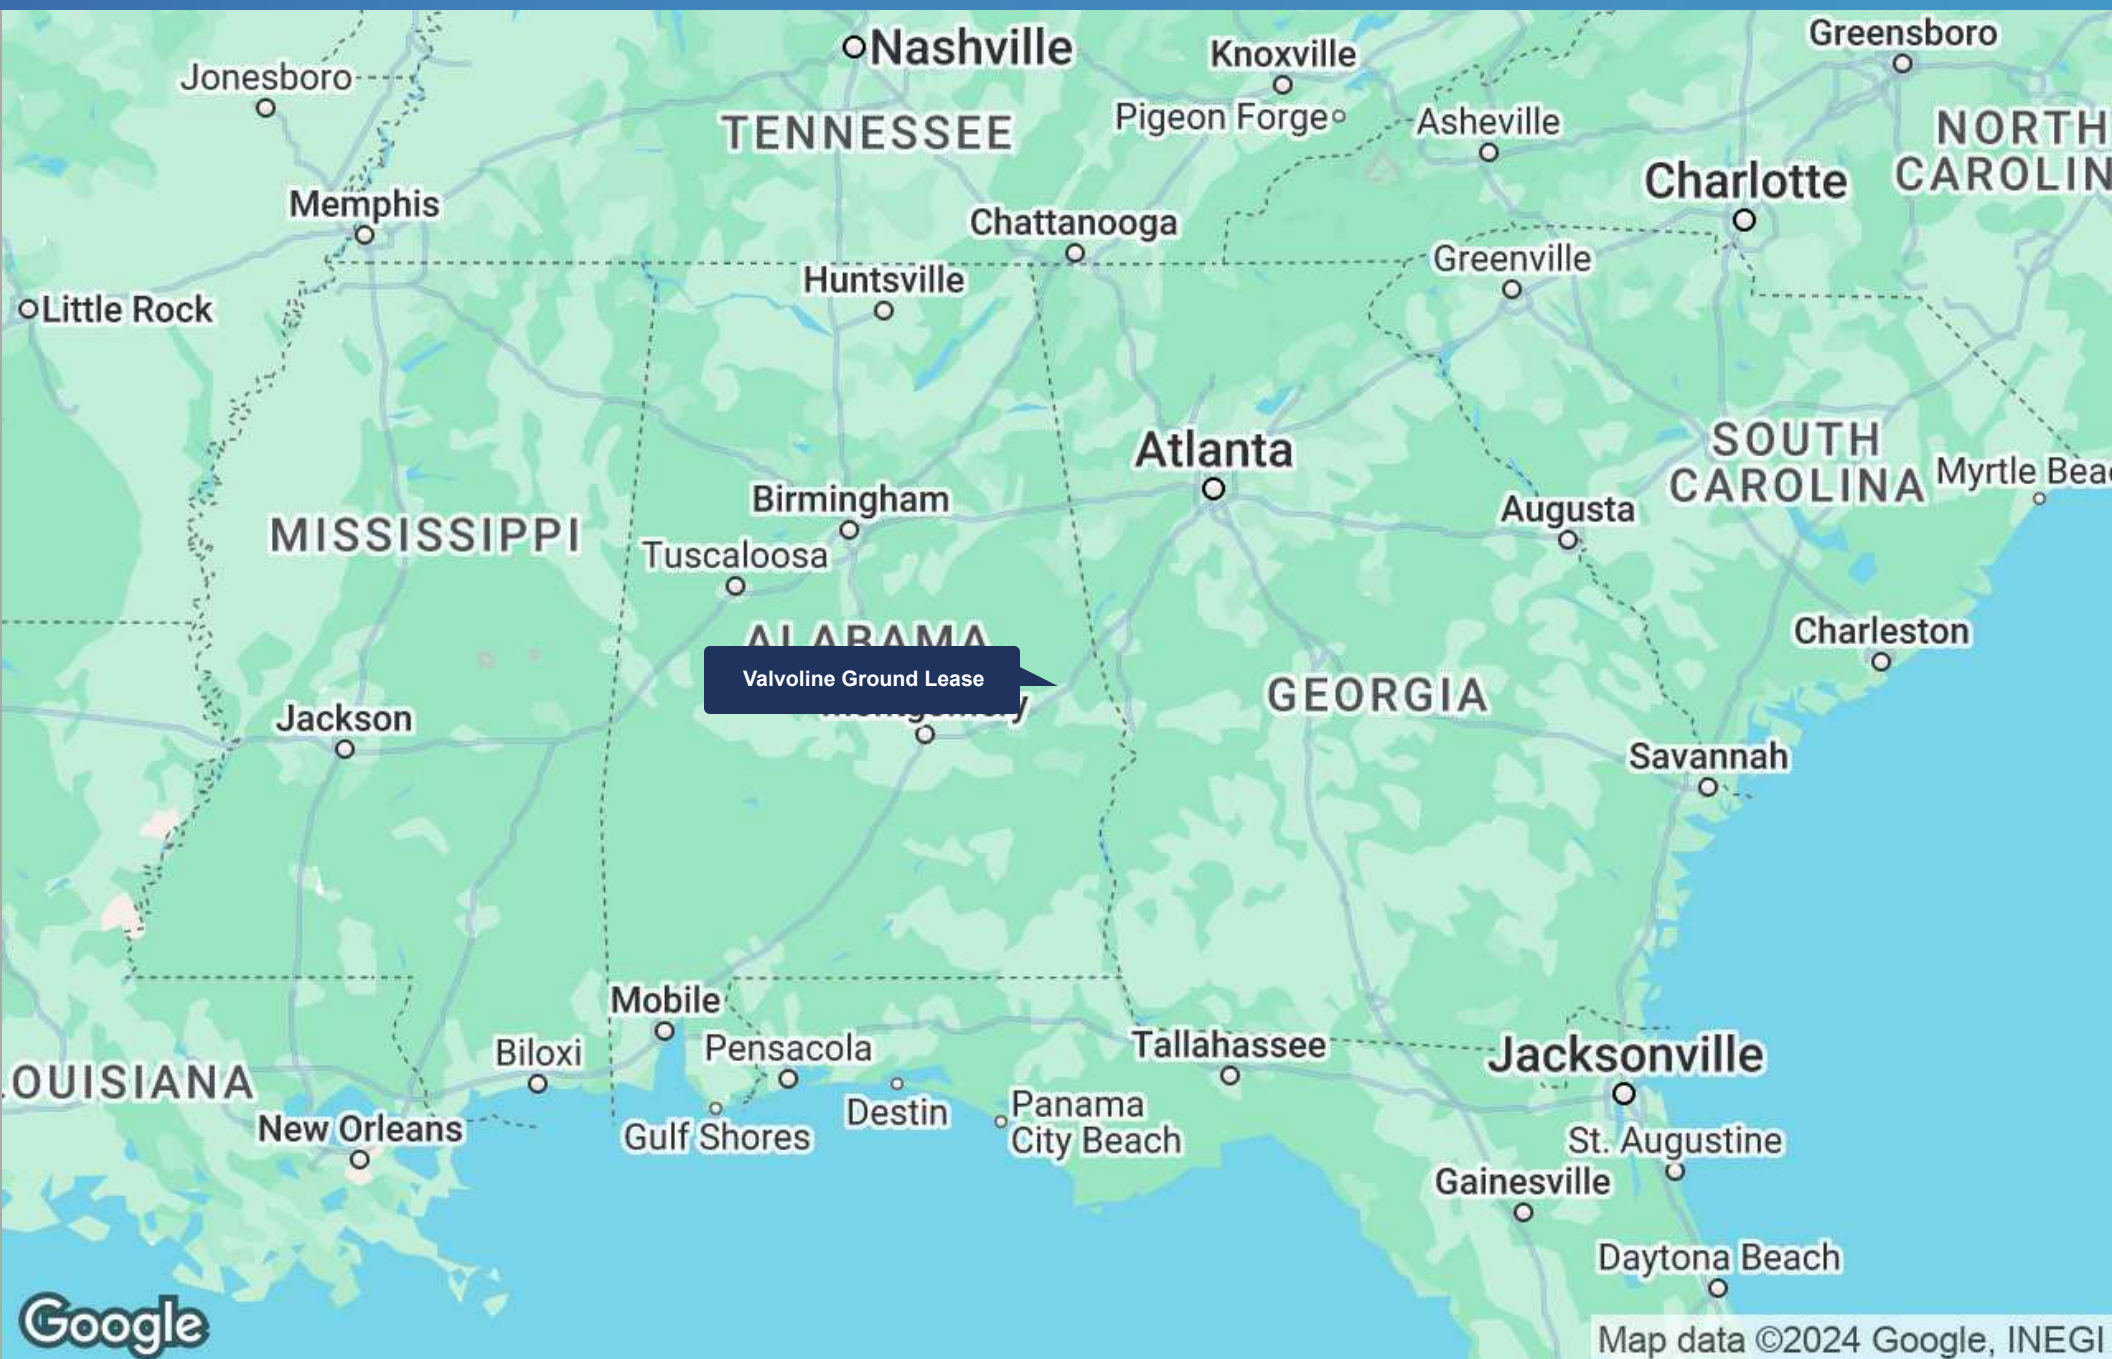 Nashville
Knoxville
Greensboro
Jonesboro
Pigeon Forge
Asheville
TENNESSEE
NORTH
CAROLIN
Charlotte
Memphis
Chattanooga
Greenville
Huntsville
Little Rock
Atlanta
SOUTH
CAROLINA
Myrtle Beac
Birmingham
Augusta
MISSISSIPPI
Tuscaloosa
ALABAMA
Charleston
Valvoline Ground Lease
GEORGIA
Montgomery
Jackson
Savannah
Mobile
Biloxi
Pensacola
Tallahassee
Jacksonville
OUISIANA
Destin
Panama
City Beach
New Orleans
Gulf Shores
St. Augustine
Gainesville
Daytona Beach
Google
Map data ©2024 Google, INEGI